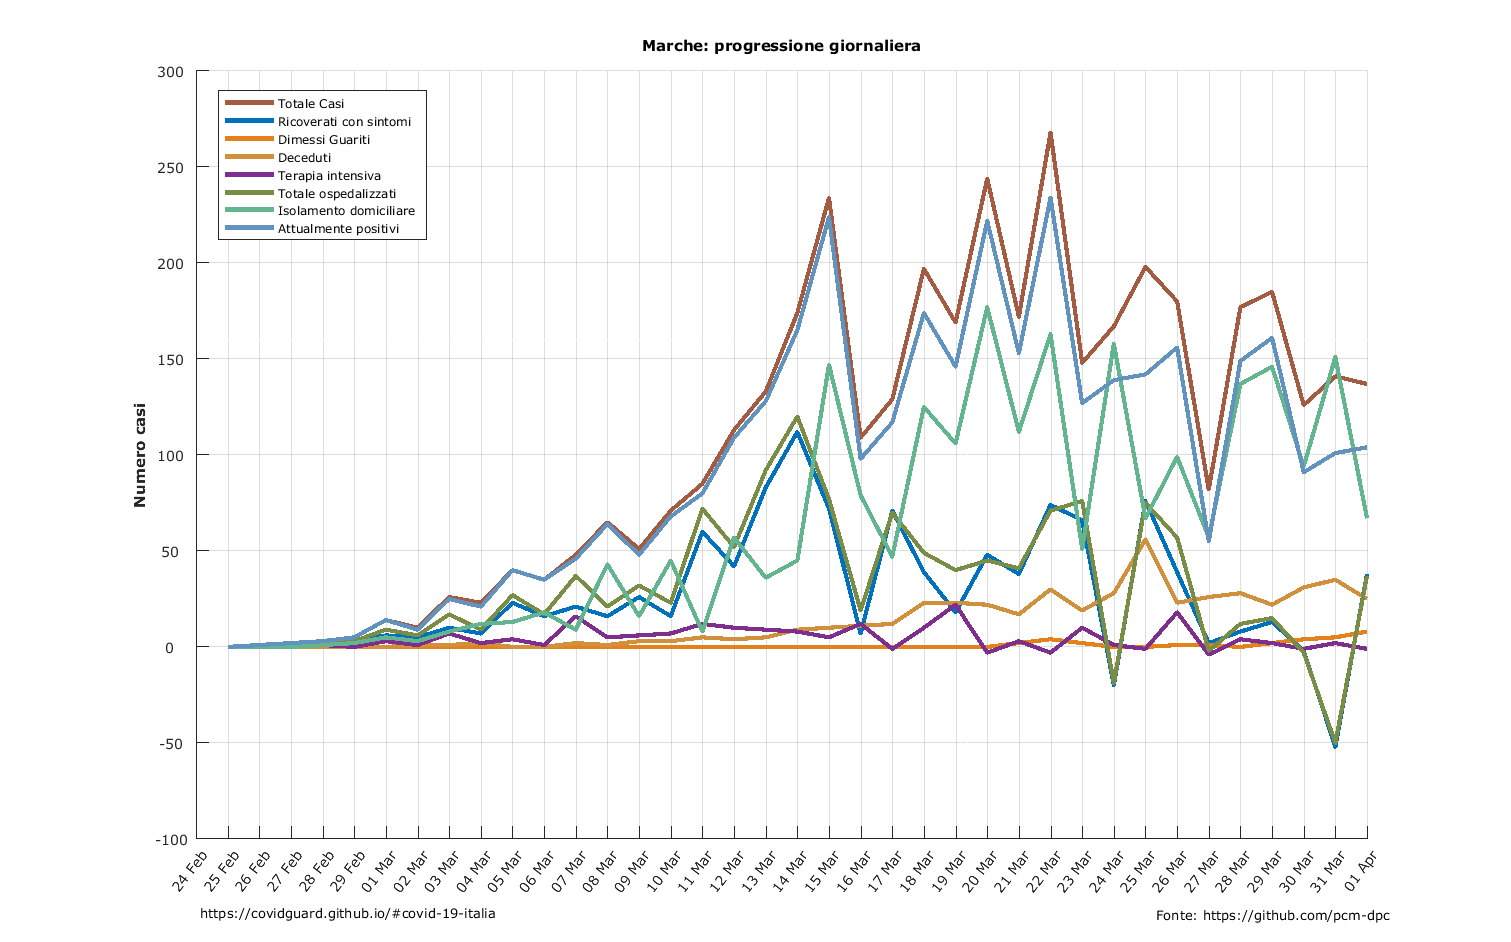 Marche: progressione giornaliera
300
250
200
150
100
50
0
-50
-100
Numero casi
Totale Casi
Ricoverati con sintomi
Dimessi Guariti
Deceduti
Terapia intensiva
Totale ospedalizzati
Isolamento domiciliare
Attualmente positivi
24 Feb
25 Feb
26 Feb
27 Feb
28 Feb
29 Feb
01 Mar
02 Mar
03 Mar
04 Mar
05 Mar
06 Mar
07 Mar
08 Mar
09 Mar
10 Mar
11 Mar
12 Mar
13 Mar
14 Mar
15 Mar
16 Mar
17 Mar
18 Mar
19 Mar
20 Mar
21 Mar
22 Mar
23 Mar
24 Mar
25 Mar
26 Mar
27 Mar
28 Mar
29 Mar
30 Mar
31 Mar
01 Apr
https://covidguard.github.io/#covid-19-italia
Fonte: https://github.com/pcm-dpc